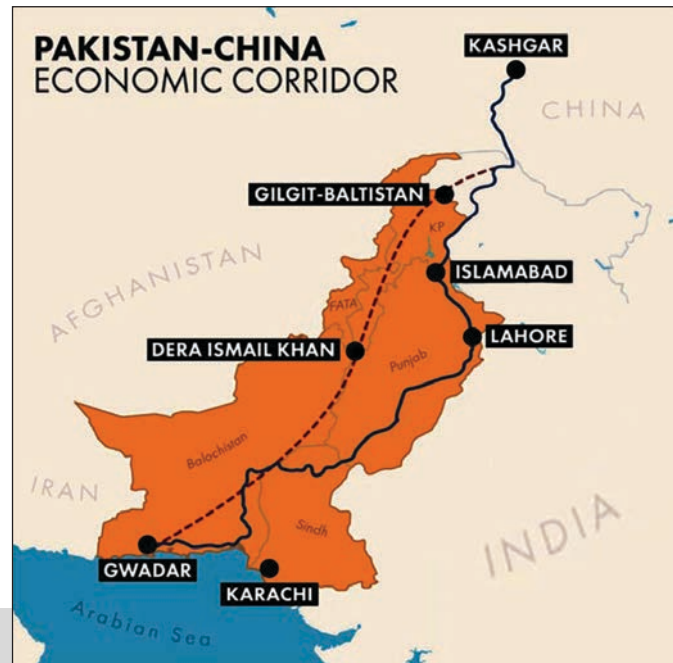 PAKISTAN-CHINA
ECONOMIC CORRIDOR
KASHGAR
CHINA
GILGIT-BALTISTAN
KP
AFGHANISTAN
ISLAMABAD
FATA
LAHORE
DERA ISMAIL KHAN
Punjab
Balochistan
IRAN
Sindh
INDIA
GWADAR
KARACHI
Arabian Sea